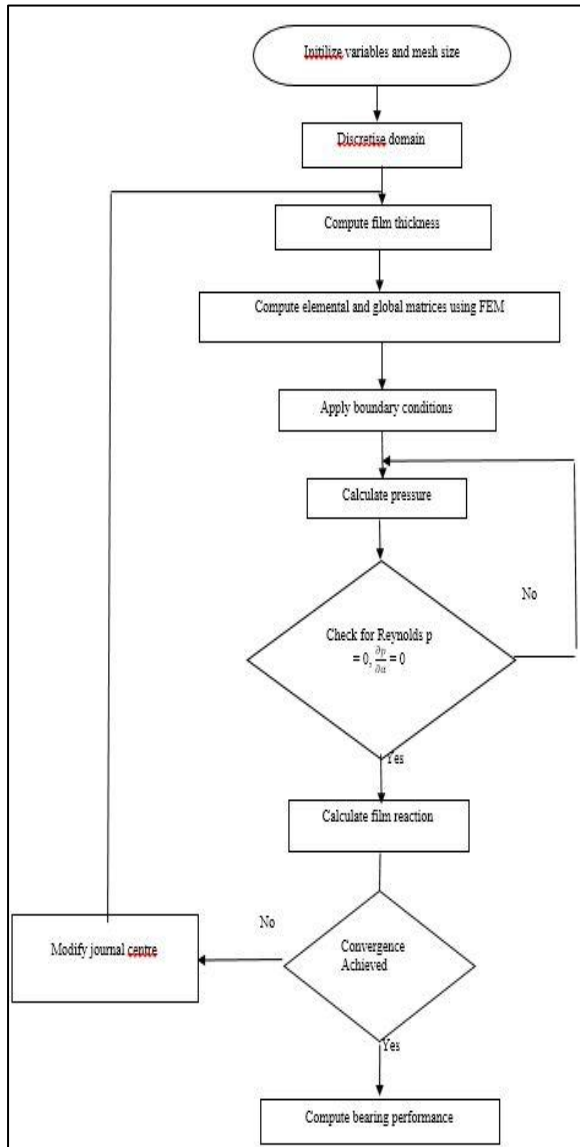 Initilize variables and mesh size
Discretise domain
Compute film thickness
Compute elemental and global matrices using FEM
Apply boundary conditions
Calculate pressure
No
Check for Reynolds p
= 0, ∂p/∂α = 0
Yes
Calculate film reaction
No
Modify journal centre
Convergence
Achieved
Yes
Compute bearing performance